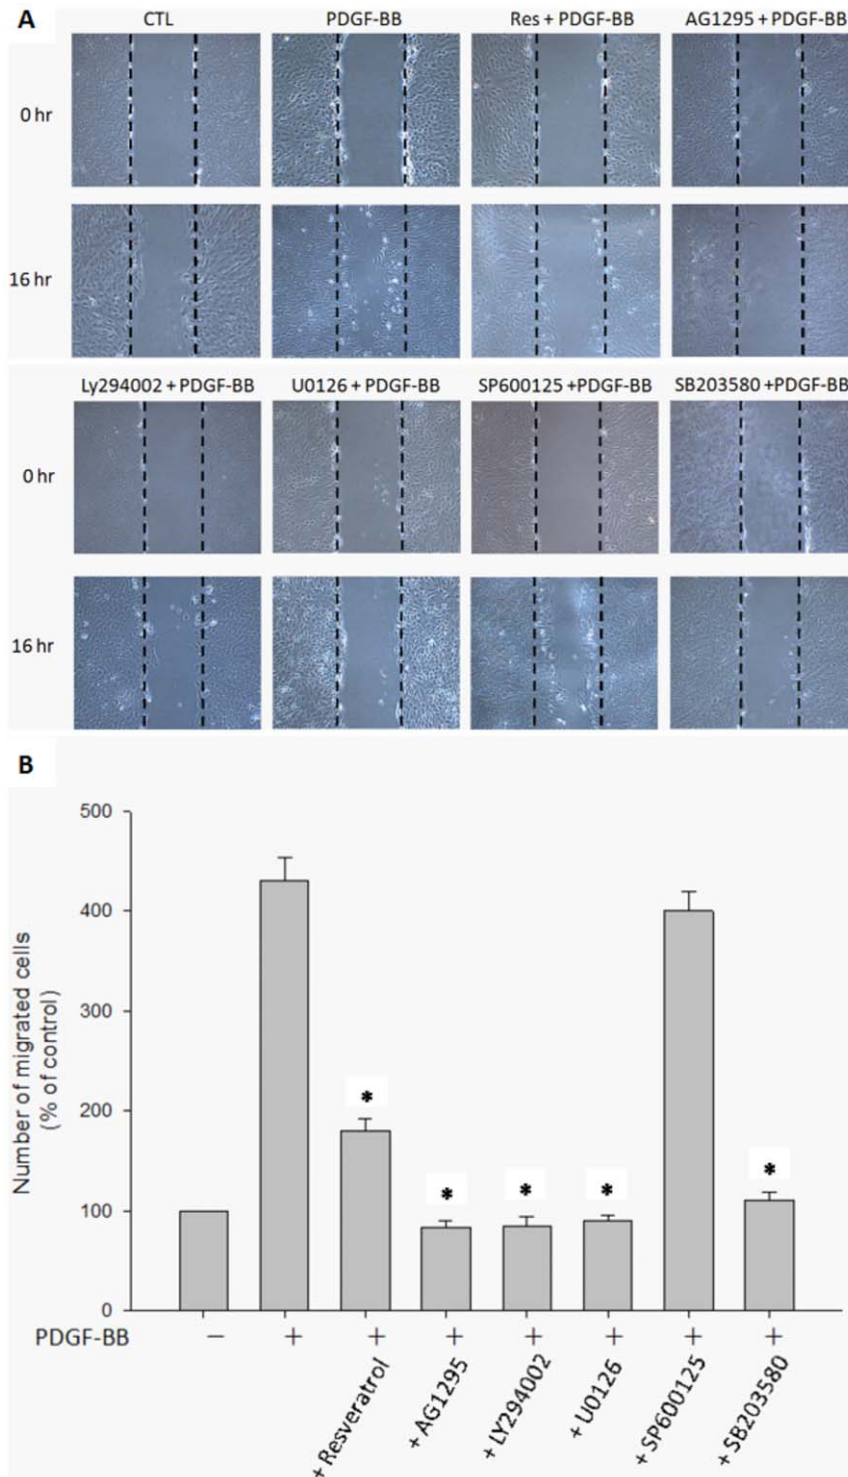 A
CTL PDGF-BB Res + PDGF-BB AG1295 + PDGF-BB
0 hr
16 hr
Ly294002 + PDGF-BB U0126 + PDGF-BB SP600125 +PDGF-BB SB203580 +PDGF-BB
0 hr
16 hr
B
Number of migrated cells
(% of control)
500
400
300
200
100
0
* * * * *
PDGF-BB − + + + + + + +
+ Resveratrol
+ AG1295
+ LY294002
+ U0126
+ SP600125
+ SB203580